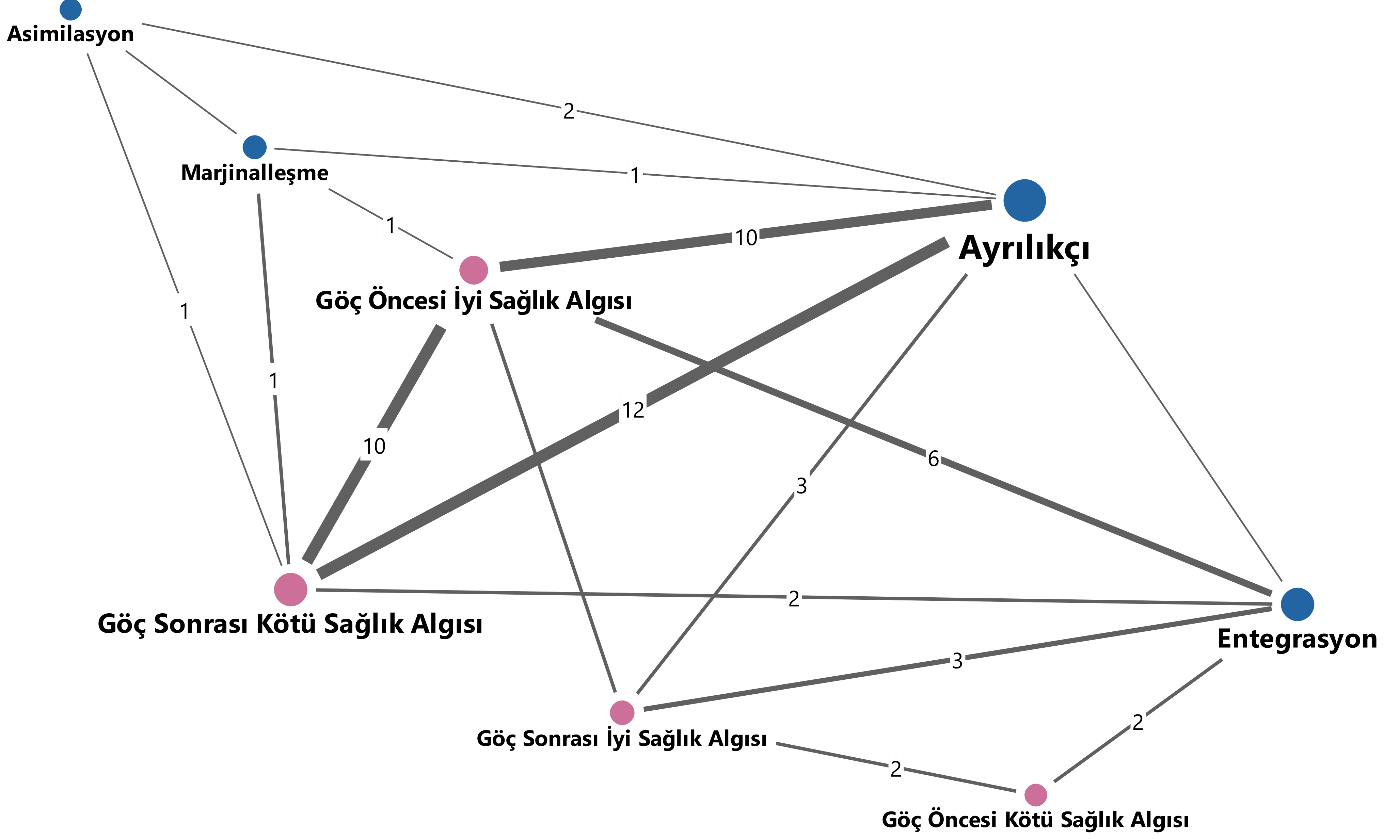 Asimilasyon
2
Marjinalleşme
1
1
Ayrılıkçı
10
Göç Öncesi İyi Sağlık Algısı
1
1
12
10
6
3
2
Göç Sonrası Kötü Sağlık Algısı
Entegrasyon
3
Göç Sonrası İyi Sağlık Algısı
2
2
Göç Öncesi Kötü Sağlık Algısı